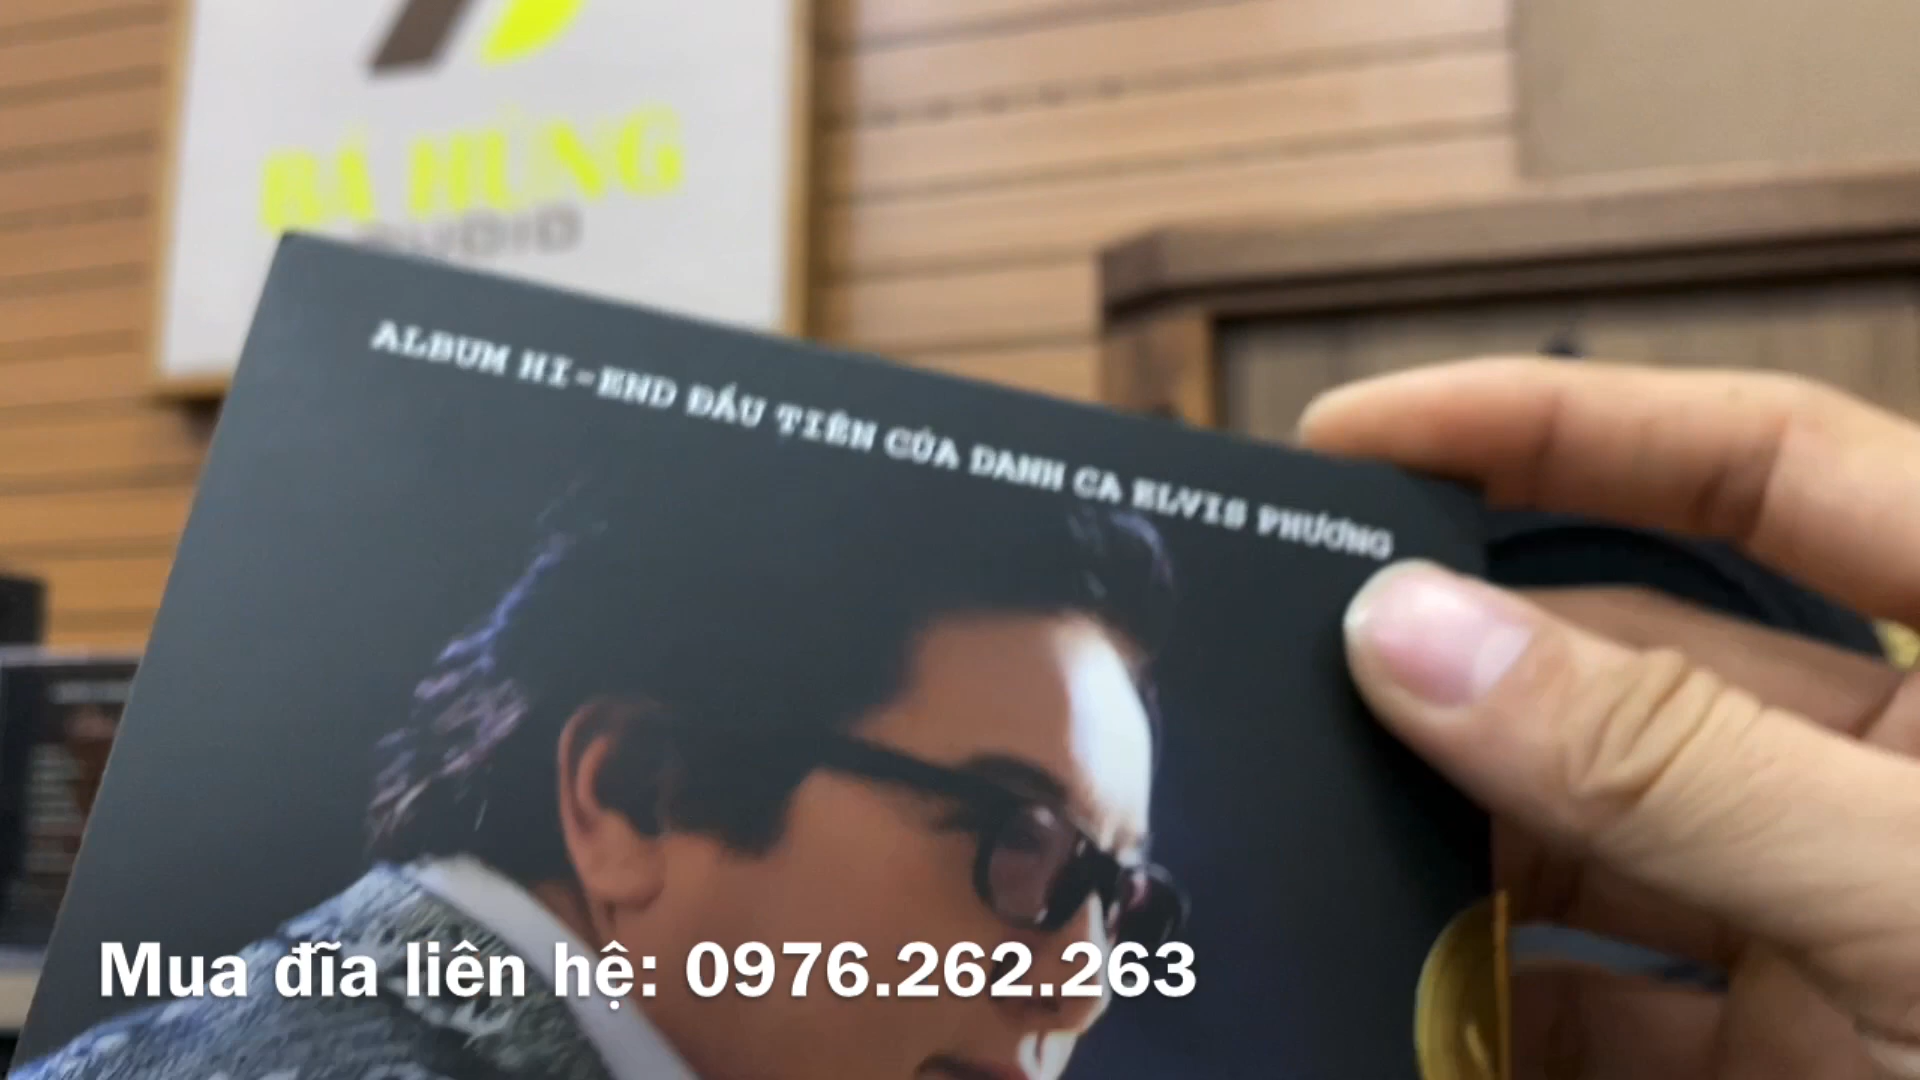 BÁ HÙNG
AUDIO
ALBUM HI-END ĐẦU TIÊN CỦA DANH CA ELVIS PHƯƠNG
Mua đĩa liên hệ: 0976.262.263